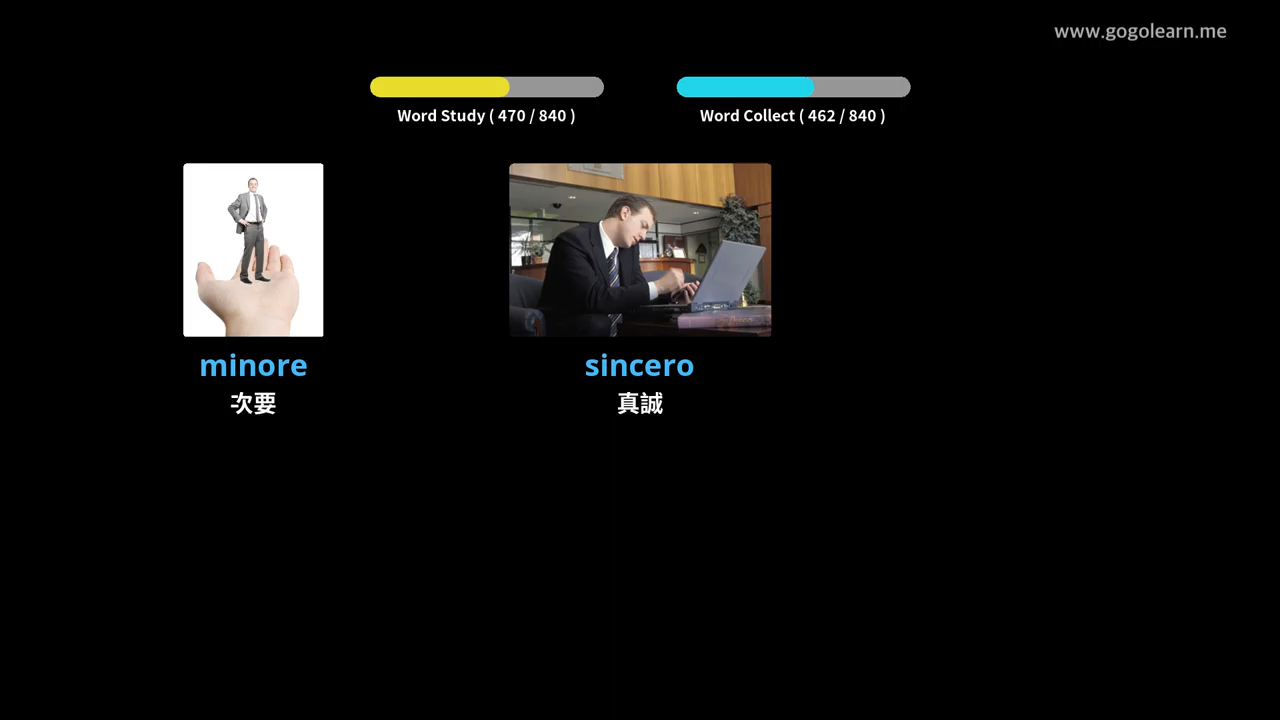 www.gogolearn.me
Word Study ( 470 / 840 )
Word Collect ( 462 / 840 )
minore
次要
sincero
真誠